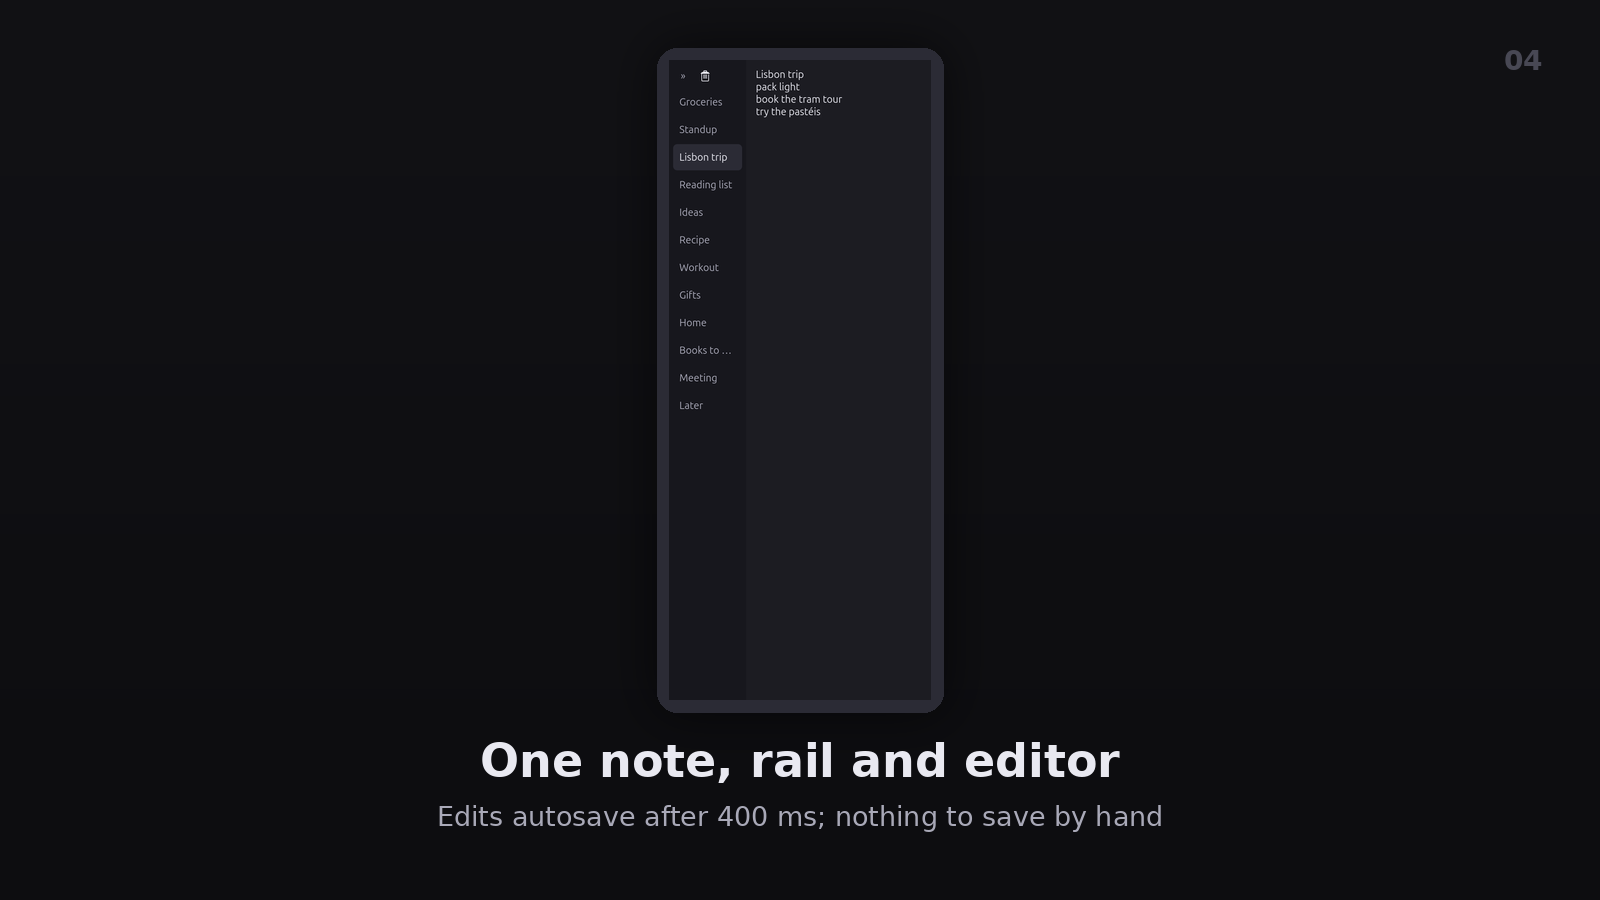 04
»
Groceries
Standup
Lisbon trip
Reading list
Ideas
Recipe
Workout
Gifts
Home
Books to …
Meeting
Later
Lisbon trip
pack light
book the tram tour
try the pastéis
One note, rail and editor
Edits autosave after 400 ms; nothing to save by hand